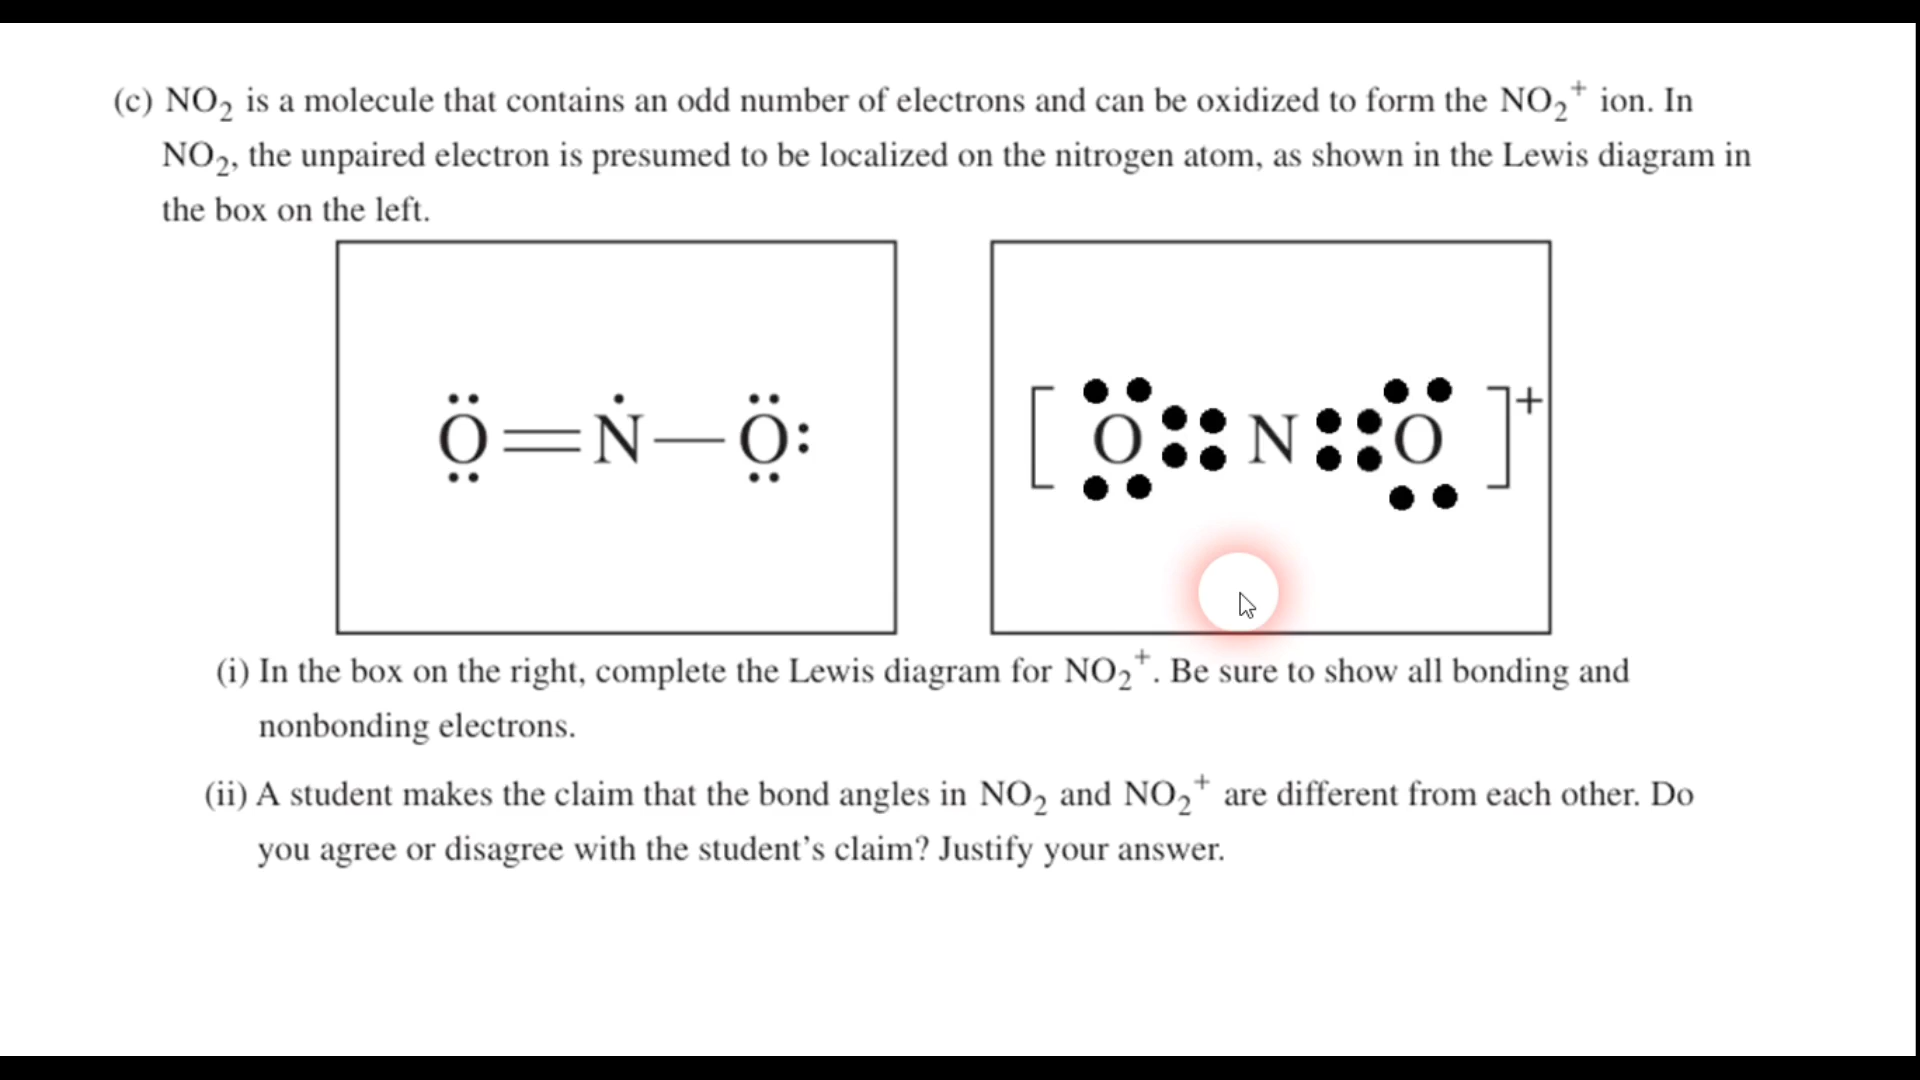 (c) NO₂ is a molecule that contains an odd number of electrons and can be oxidized to form the NO₂⁺ ion. In
NO₂, the unpaired electron is presumed to be localized on the nitrogen atom, as shown in the Lewis diagram in
the box on the left.
O=N—O:
[O::N::O]⁺
(i) In the box on the right, complete the Lewis diagram for NO₂⁺. Be sure to show all bonding and
nonbonding electrons.
(ii) A student makes the claim that the bond angles in NO₂ and NO₂⁺ are different from each other. Do
you agree or disagree with the student's claim? Justify your answer.